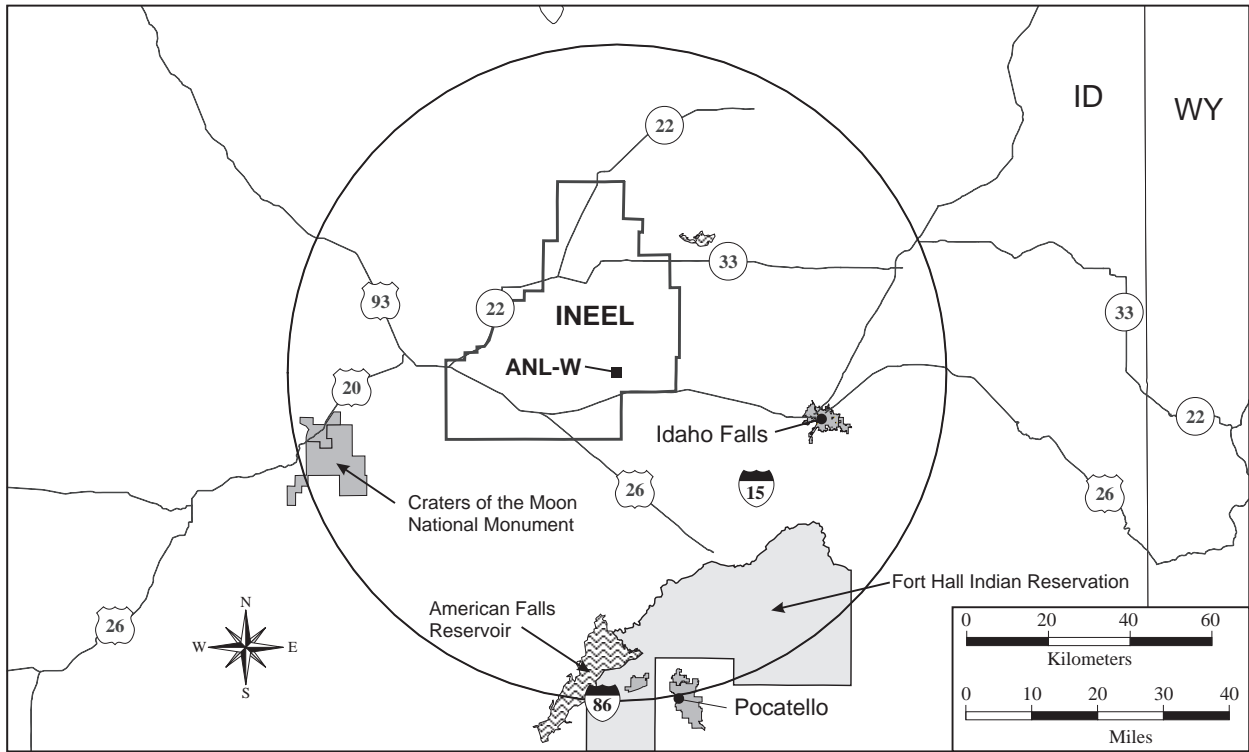 ID
WY
22
33
93
22
INEEL
33
ANL-W
20
22
Idaho Falls
26
15
26
Craters of the Moon
National Monument
Fort Hall Indian Reservation
American Falls
Reservoir
26
N
W
E
S
86
Pocatello
0
20
40
60
Kilometers
0
10
20
30
40
Miles